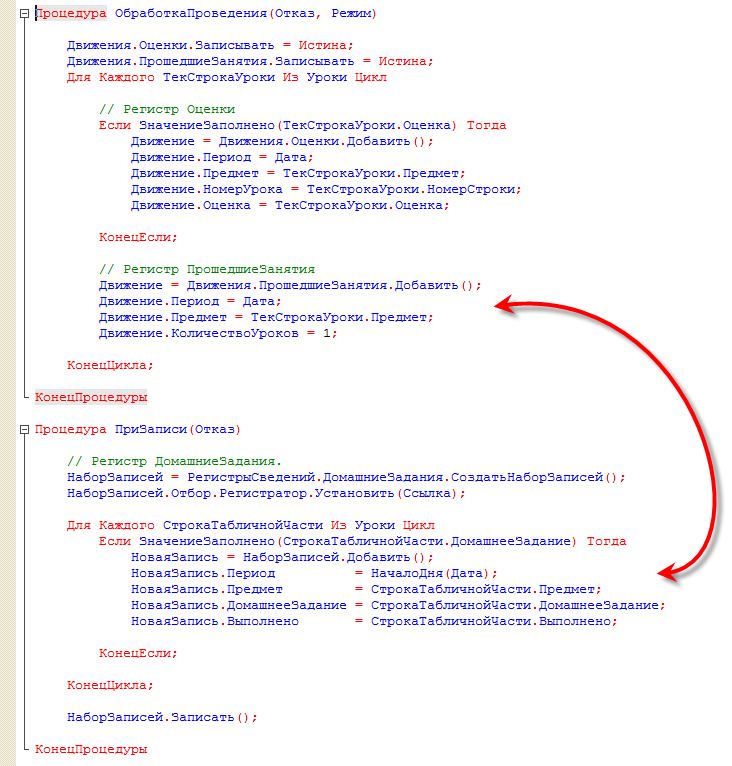 Процедура ОбработкаПроведения(Отказ, Режим)
Движения.Оценки.Записывать = Истина;
Движения.ПрошедшиеЗанятия.Записывать = Истина;
Для Каждого ТекСтрокаУроки Из Уроки Цикл
// Регистр Оценки
Если ЗначениеЗаполнено(ТекСтрокаУроки.Оценка) Тогда
Движение = Движения.Оценки.Добавить();
Движение.Период = Дата;
Движение.Предмет = ТекСтрокаУроки.Предмет;
Движение.НомерУрока = ТекСтрокаУроки.НомерСтроки;
Движение.Оценка = ТекСтрокаУроки.Оценка;
КонецЕсли;
// Регистр ПрошедшиеЗанятия
Движение = Движения.ПрошедшиеЗанятия.Добавить();
Движение.Период = Дата;
Движение.Предмет = ТекСтрокаУроки.Предмет;
Движение.КоличествоУроков = 1;
КонецЦикла;
КонецПроцедуры
Процедура ПриЗаписи(Отказ)
// Регистр ДомашниеЗадания.
НаборЗаписей = РегистрыСведений.ДомашниеЗадания.СоздатьНаборЗаписей();
НаборЗаписей.Отбор.Регистратор.Установить(Ссылка);
Для Каждого СтрокаТабличнойЧасти Из Уроки Цикл
Если ЗначениеЗаполнено(СтрокаТабличнойЧасти.ДомашнееЗадание) Тогда
НоваяЗапись = НаборЗаписей.Добавить();
НоваяЗапись.Период = НачалоДня(Дата);
НоваяЗапись.Предмет = СтрокаТабличнойЧасти.Предмет;
НоваяЗапись.ДомашнееЗадание = СтрокаТабличнойЧасти.ДомашнееЗадание;
НоваяЗапись.Выполнено = СтрокаТабличнойЧасти.Выполнено;
КонецЕсли;
КонецЦикла;
НаборЗаписей.Записать();
КонецПроцедуры